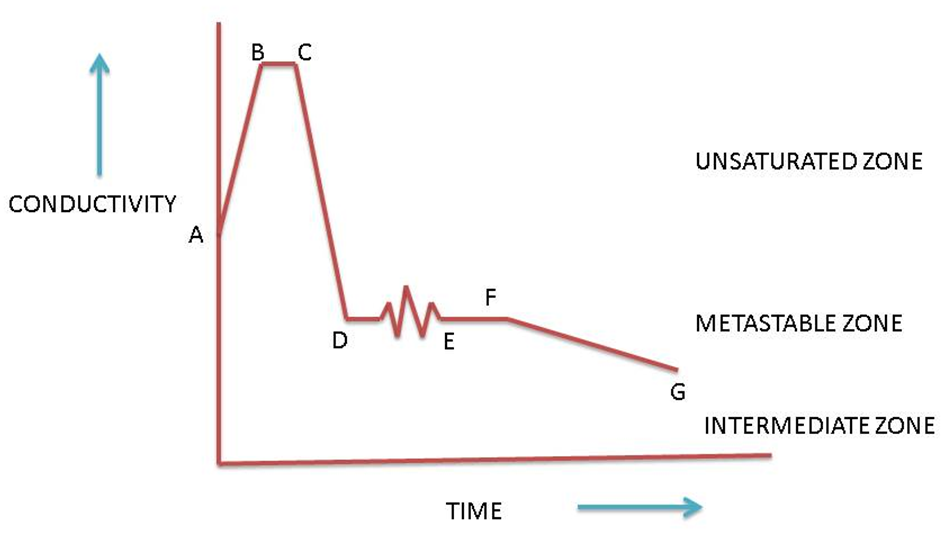 B
C
UNSATURATED ZONE
CONDUCTIVITY
A
F
METASTABLE ZONE
D
E
G
INTERMEDIATE ZONE
TIME